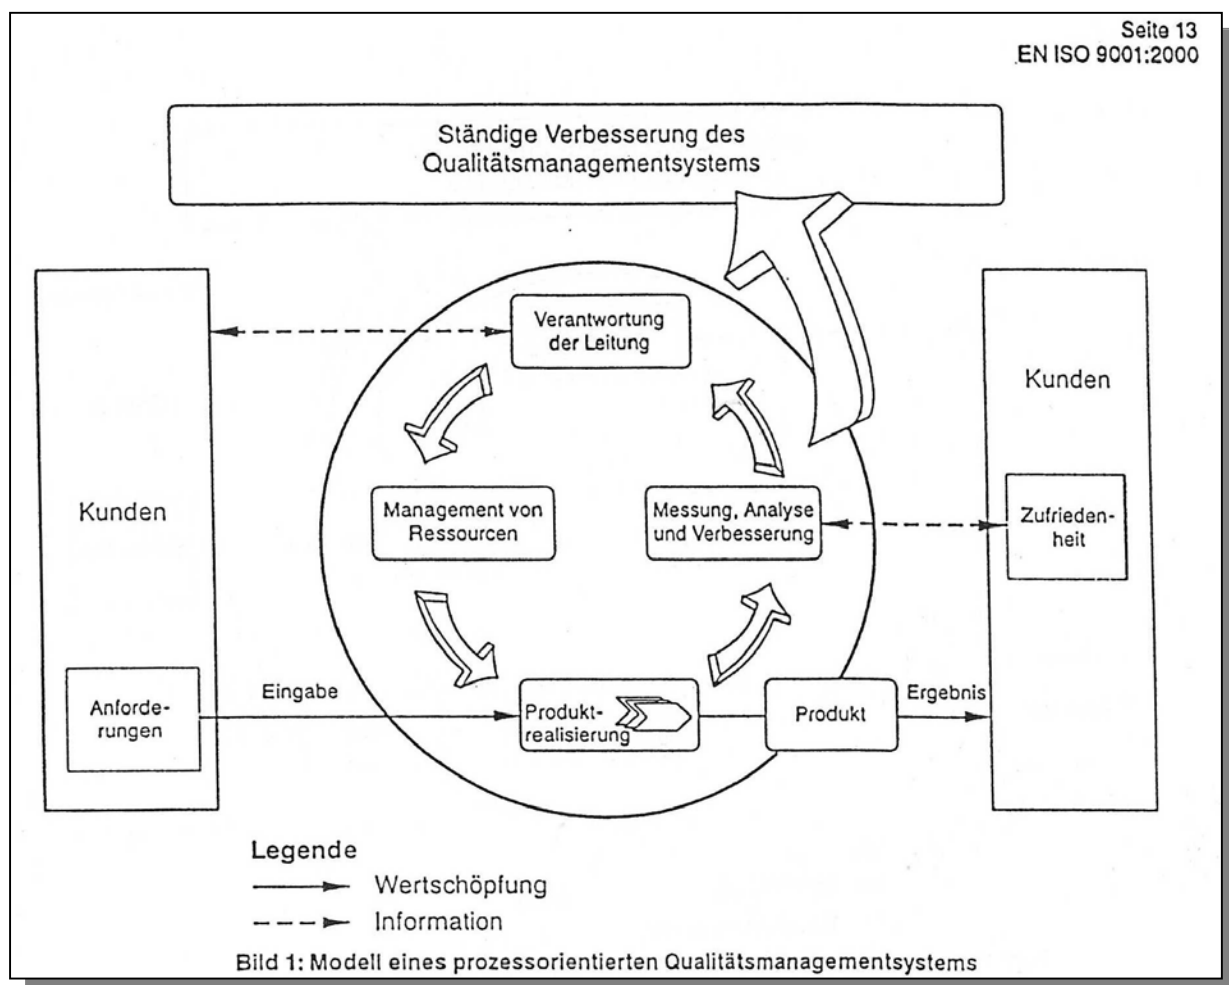 Seite 13
EN ISO 9001:2000
Ständige Verbesserung des
Qualitätsmanagementsystems
Verantwortung
der Leitung
Kunden
Kunden
Management von
Ressourcen
Messung, Analyse
und Verbesserung
Zufrieden-
heit
Anforde-
rungen
Eingabe
Produkt-
realisierung
Produkt
Ergebnis
Legende
Wertschöpfung
Information
Bild 1: Modell eines prozessorientierten Qualitätsmanagementsystems